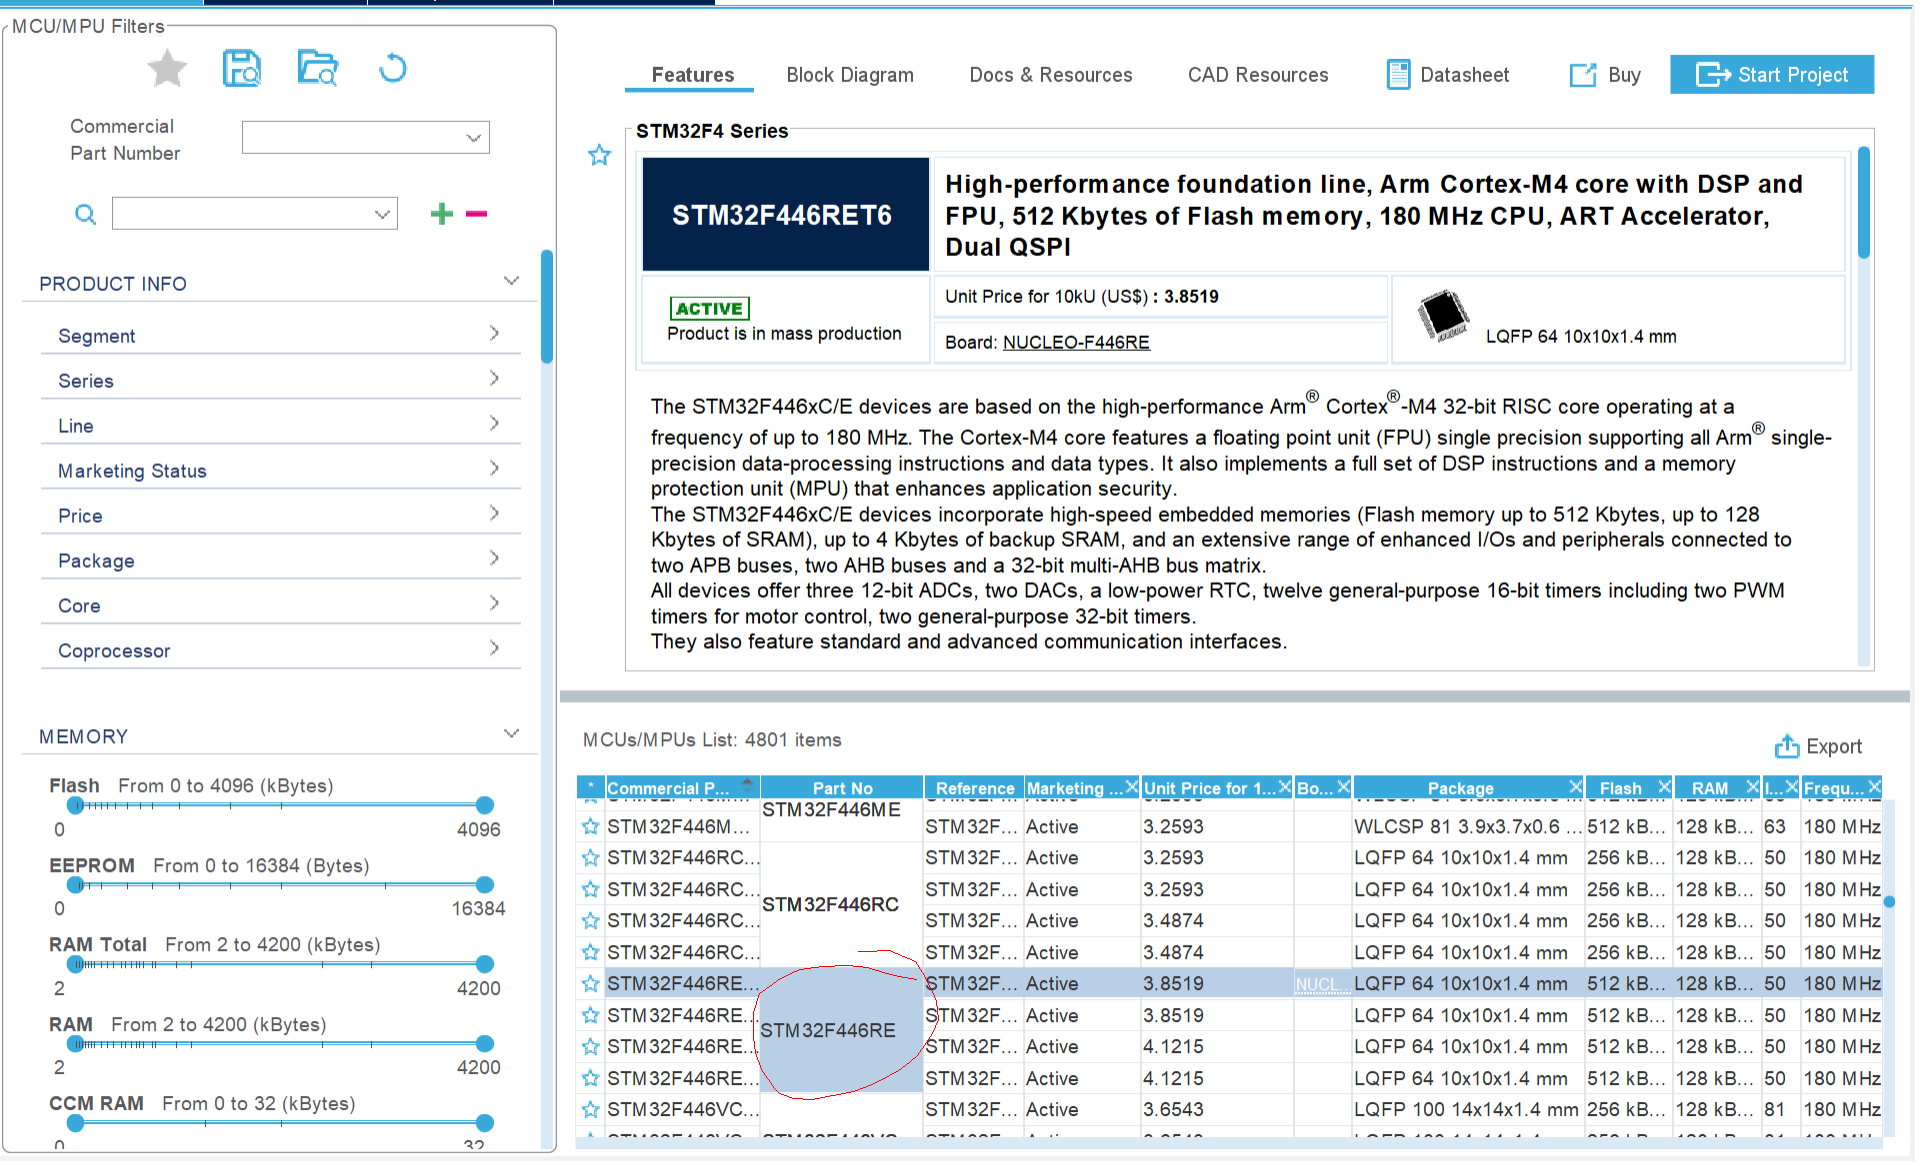 MCU/MPU Filters
Commercial
Part Number
PRODUCT INFO
Segment
Series
Line
Marketing Status
Price
Package
Core
Coprocessor
MEMORY
Flash From 0 to 4096 (kBytes)
0 4096
EEPROM From 0 to 16384 (Bytes)
0 16384
RAM Total From 2 to 4200 (kBytes)
2 4200
RAM From 2 to 4200 (kBytes)
2 4200
CCM RAM From 0 to 32 (kBytes)
0 32
Features Block Diagram Docs & Resources CAD Resources Datasheet Buy Start Project
STM32F4 Series
STM32F446RET6
High-performance foundation line, Arm Cortex-M4 core with DSP and
FPU, 512 Kbytes of Flash memory, 180 MHz CPU, ART Accelerator,
Dual QSPI
ACTIVE
Product is in mass production
Unit Price for 10kU (US$) : 3.8519
Board: NUCLEO-F446RE
LQFP 64 10x10x1.4 mm
The STM32F446xC/E devices are based on the high-performance Arm® Cortex®-M4 32-bit RISC core operating at a
frequency of up to 180 MHz. The Cortex-M4 core features a floating point unit (FPU) single precision supporting all Arm® single-
precision data-processing instructions and data types. It also implements a full set of DSP instructions and a memory
protection unit (MPU) that enhances application security.
The STM32F446xC/E devices incorporate high-speed embedded memories (Flash memory up to 512 Kbytes, up to 128
Kbytes of SRAM), up to 4 Kbytes of backup SRAM, and an extensive range of enhanced I/Os and peripherals connected to
two APB buses, two AHB buses and a 32-bit multi-AHB bus matrix.
All devices offer three 12-bit ADCs, two DACs, a low-power RTC, twelve general-purpose 16-bit timers including two PWM
timers for motor control, two general-purpose 32-bit timers.
They also feature standard and advanced communication interfaces.
MCUs/MPUs List: 4801 items
Export
* Commercial P... Part No Reference Marketing ... Unit Price for 1... Bo... Package Flash RAM I... Frequ...
STM32F446ME
STM32F446M... STM32F... Active 3.2593 WLCSP 81 3.9x3.7x0.6 ... 512 kB... 128 kB... 63 180 MHz
STM32F446RC... STM32F... Active 3.2593 LQFP 64 10x10x1.4 mm 256 kB... 128 kB... 50 180 MHz
STM32F446RC... STM32F... Active 3.2593 LQFP 64 10x10x1.4 mm 256 kB... 128 kB... 50 180 MHz
STM32F446RC
STM32F446RC... STM32F... Active 3.4874 LQFP 64 10x10x1.4 mm 256 kB... 128 kB... 50 180 MHz
STM32F446RC... STM32F... Active 3.4874 LQFP 64 10x10x1.4 mm 256 kB... 128 kB... 50 180 MHz
STM32F446RE... STM32F... Active 3.8519 NUCL... LQFP 64 10x10x1.4 mm 512 kB... 128 kB... 50 180 MHz
STM32F446RE... STM32F... Active 3.8519 LQFP 64 10x10x1.4 mm 512 kB... 128 kB... 50 180 MHz
STM32F446RE
STM32F446RE... STM32F... Active 4.1215 LQFP 64 10x10x1.4 mm 512 kB... 128 kB... 50 180 MHz
STM32F446RE... STM32F... Active 4.1215 LQFP 64 10x10x1.4 mm 512 kB... 128 kB... 50 180 MHz
STM32F446VC... STM32F... Active 3.6543 LQFP 100 14x14x1.4 mm 256 kB... 128 kB... 81 180 MHz